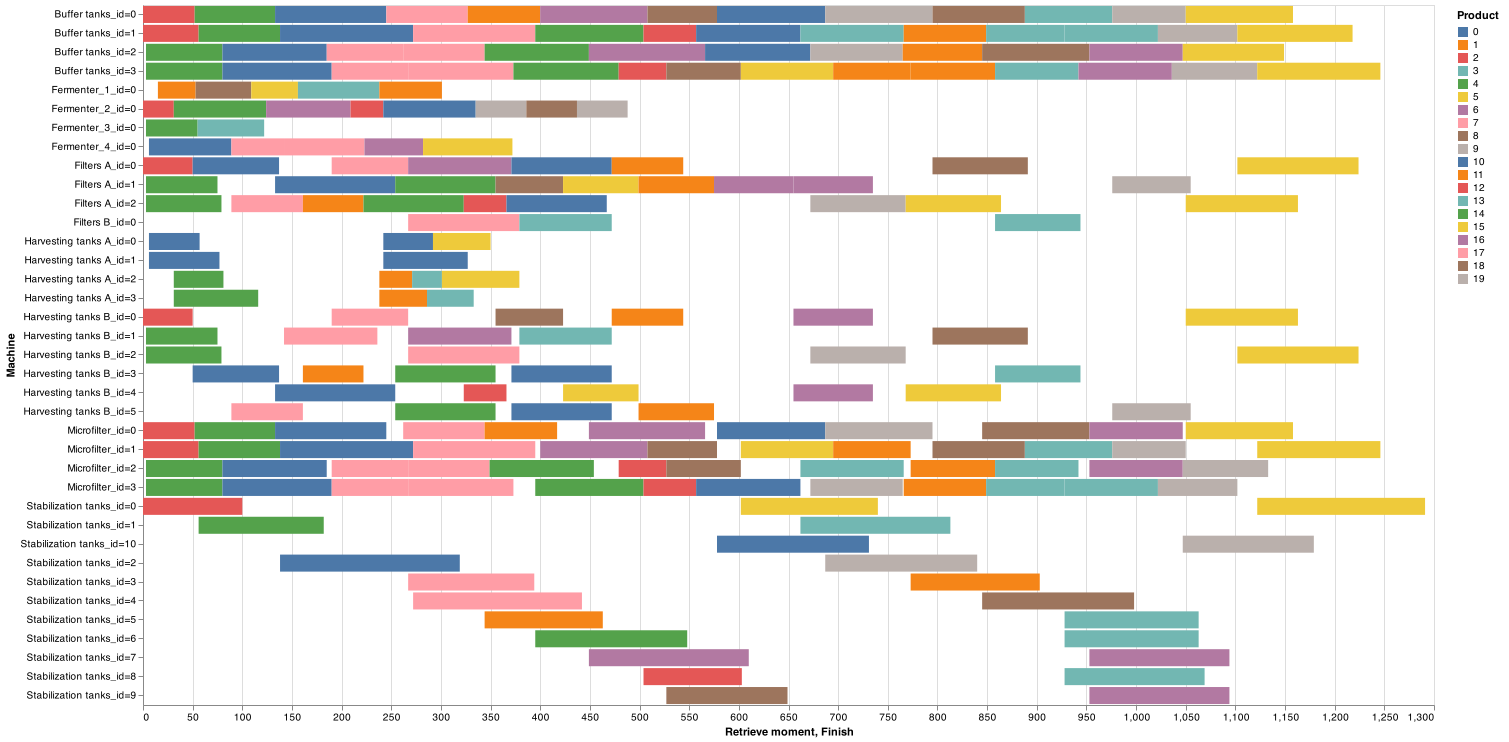 Buffer tanks_id=0
Buffer tanks_id=1
Buffer tanks_id=2
Buffer tanks_id=3
Fermenter_1_id=0
Fermenter_2_id=0
Fermenter_3_id=0
Fermenter_4_id=0
Filters A_id=0
Filters A_id=1
Filters A_id=2
Filters B_id=0
Harvesting tanks A_id=0
Harvesting tanks A_id=1
Harvesting tanks A_id=2
Harvesting tanks A_id=3
Harvesting tanks B_id=0
Harvesting tanks B_id=1
Harvesting tanks B_id=2
Harvesting tanks B_id=3
Harvesting tanks B_id=4
Harvesting tanks B_id=5
Microfilter_id=0
Microfilter_id=1
Microfilter_id=2
Microfilter_id=3
Stabilization tanks_id=0
Stabilization tanks_id=1
Stabilization tanks_id=10
Stabilization tanks_id=2
Stabilization tanks_id=3
Stabilization tanks_id=4
Stabilization tanks_id=5
Stabilization tanks_id=6
Stabilization tanks_id=7
Stabilization tanks_id=8
Stabilization tanks_id=9
Machine
0 50 100 150 200 250 300 350 400 450 500 550 600 650 700 750 800 850 900 950 1,000 1,050 1,100 1,150 1,200 1,250 1,300
Retrieve moment, Finish
Product
0
1
2
3
4
5
6
7
8
9
10
11
12
13
14
15
16
17
18
19